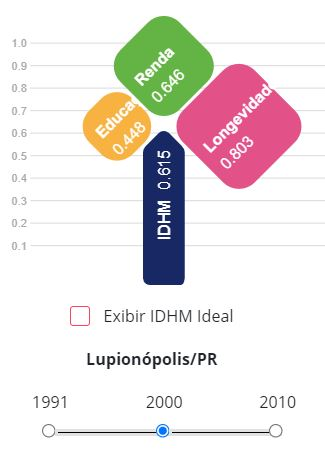 1.0
0.9
0.8
0.7
0.6
0.5
0.4
0.3
0.2
0.1
Renda
0.646
Educa
0.448
Longevidad
0.803
IDHM 0.615
Exibir IDHM Ideal
Lupionópolis/PR
1991 2000 2010